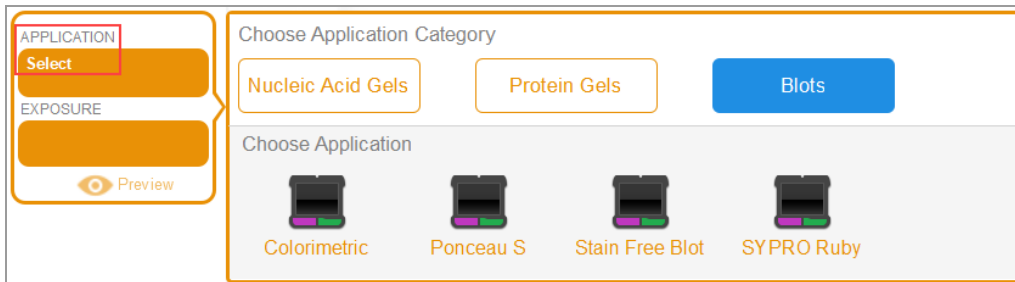 APPLICATION
Select
EXPOSURE
Preview
Choose Application Category
Nucleic Acid Gels
Protein Gels
Blots
Choose Application
Colorimetric
Ponceau S
Stain Free Blot
SYPRO Ruby